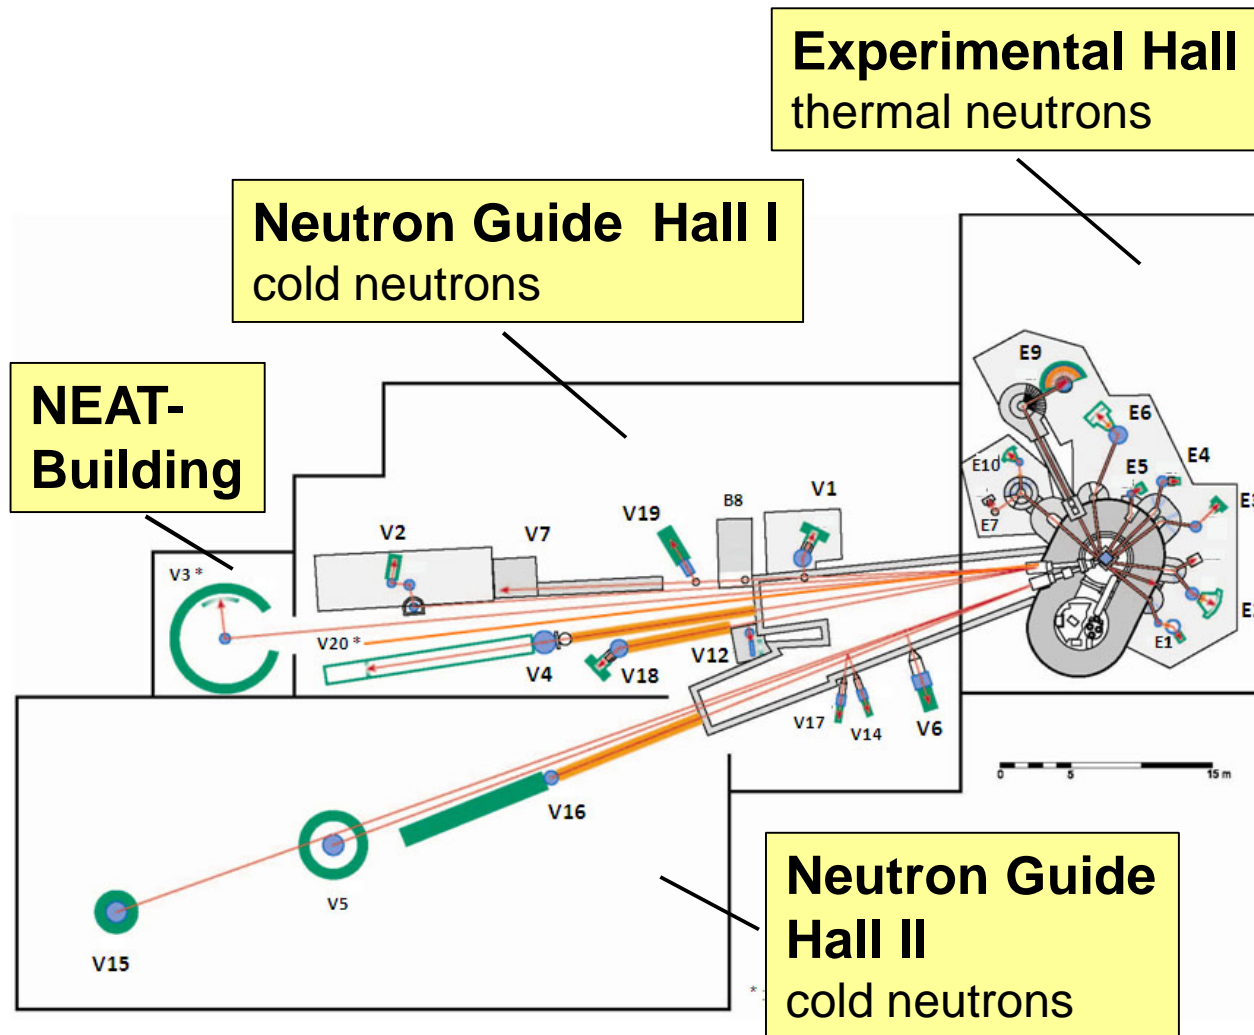 Experimental Hall
thermal neutrons
Neutron Guide Hall I
cold neutrons
NEAT-
Building
E9
E6
E4
E5
E10
E7
E1
V1
B8
V19
V7
V2
V3 *
V20 *
V4
V18
V12
V17
V14
V6
0
5
15 m
V16
V5
V15
Neutron Guide
Hall II
cold neutrons
*